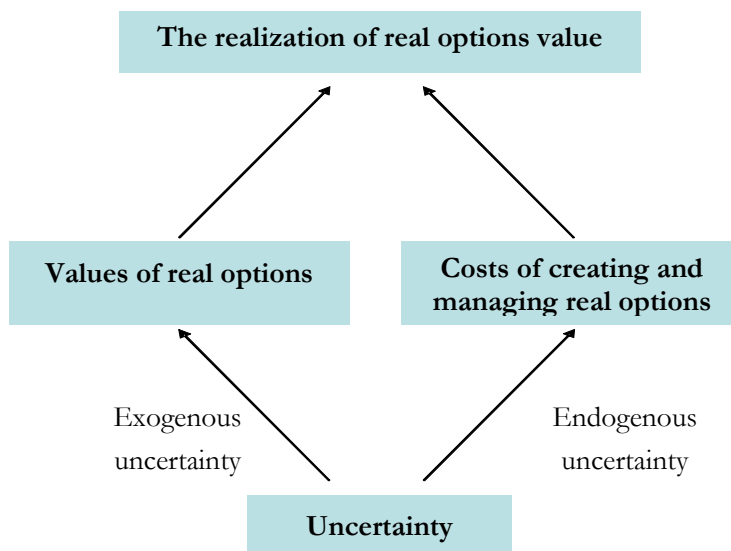 The realization of real options value
Values of real options
Costs of creating and
managing real options
Exogenous
uncertainty
Endogenous
uncertainty
Uncertainty